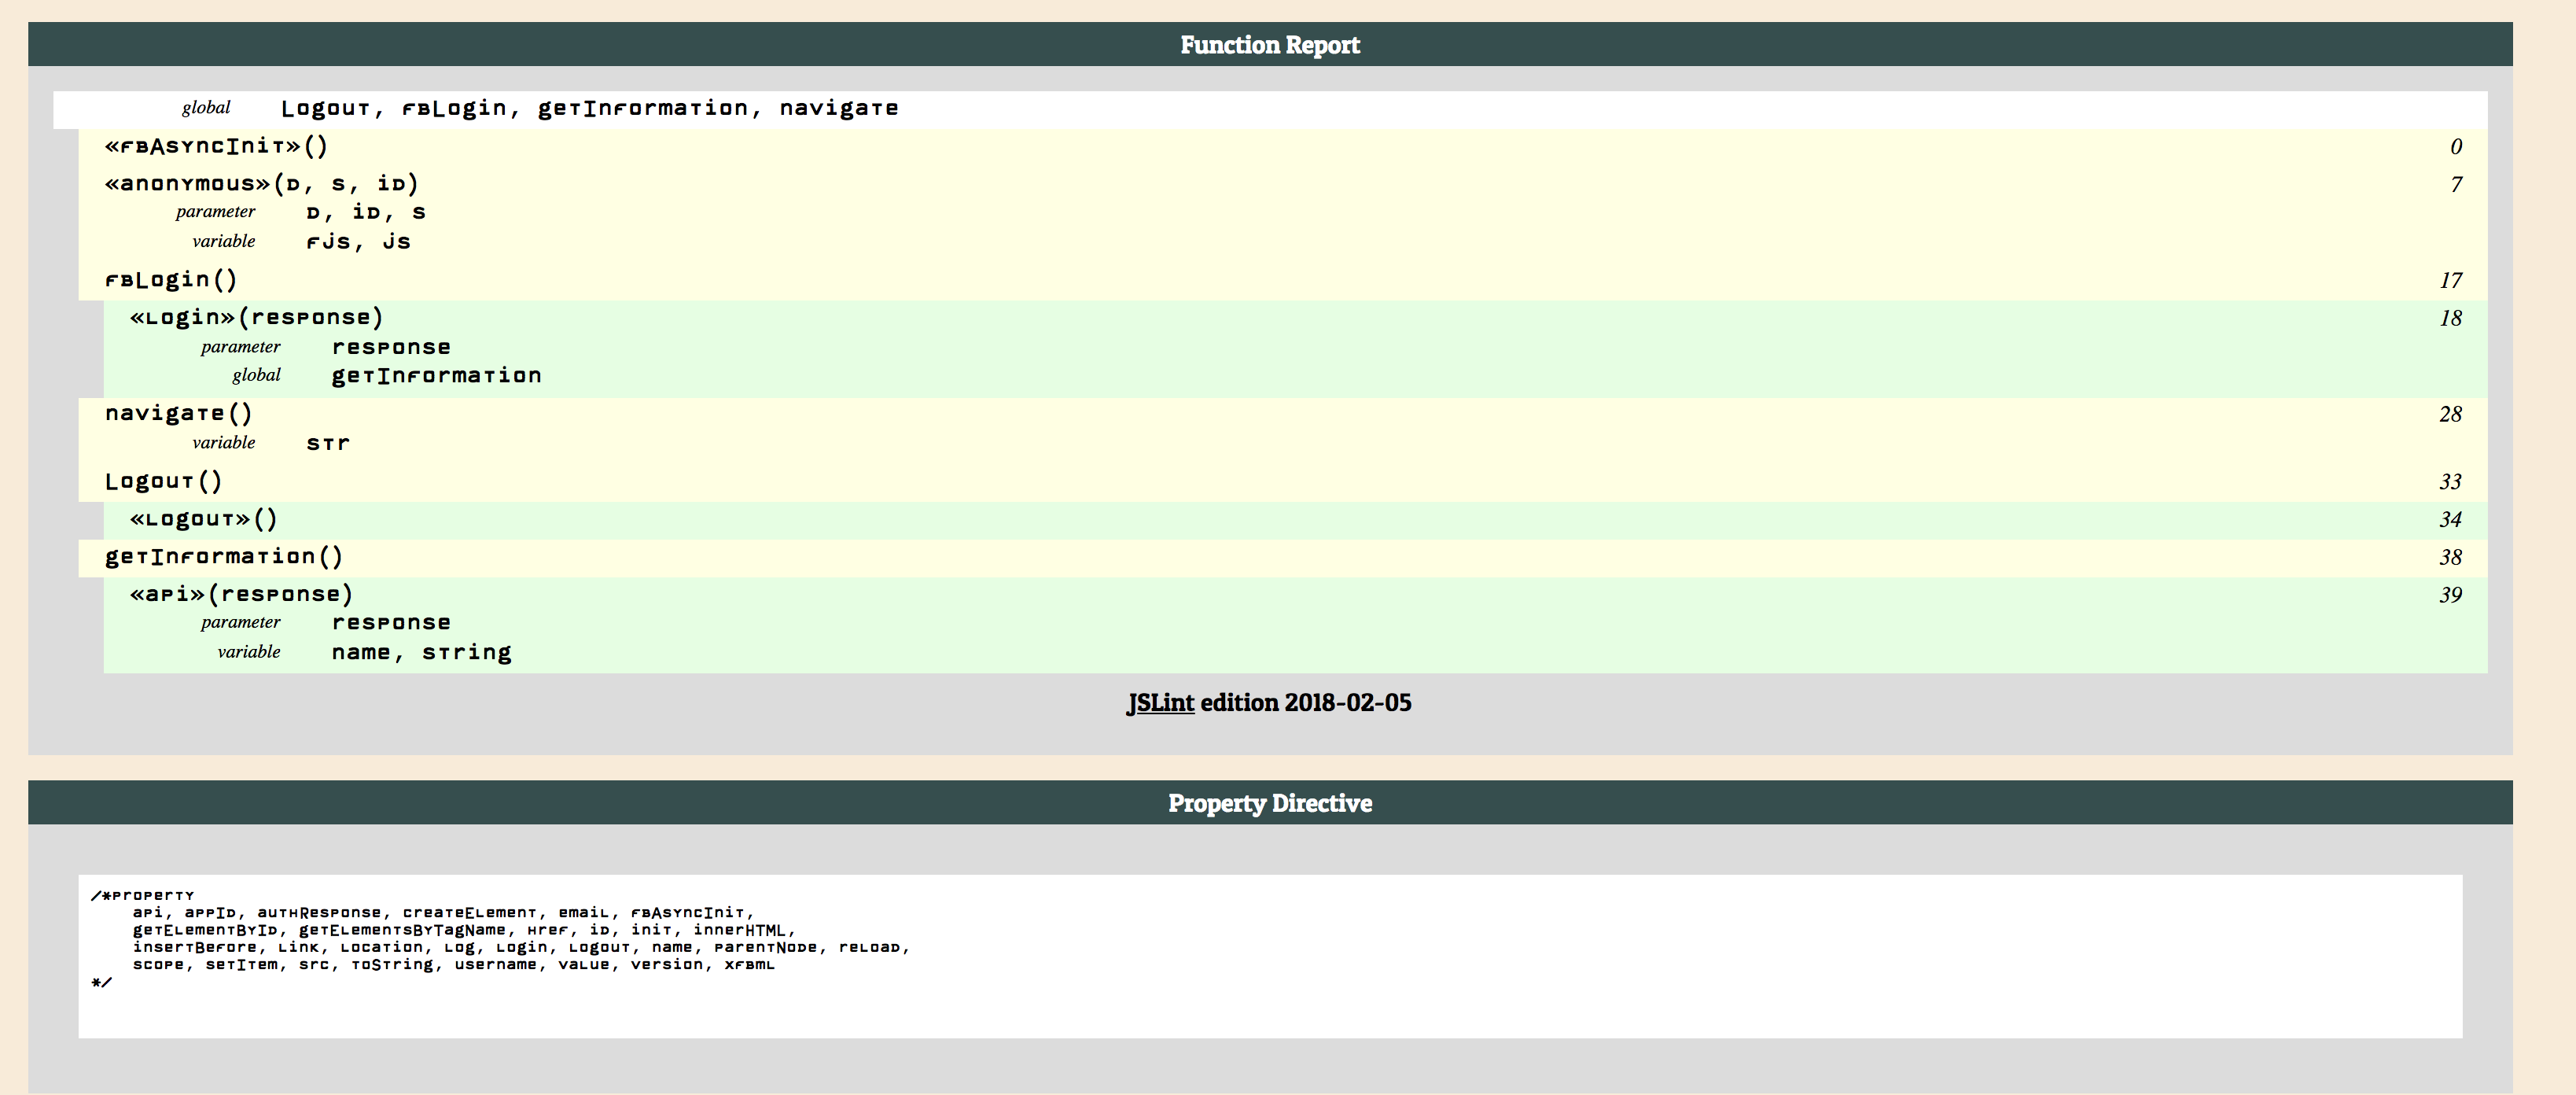 Function Report
global Logout, fbLogin, getInformation, navigate
«fbAsyncInit»() 0
«anonymous»(d, s, id) 7
parameter d, id, s
variable fjs, js
fbLogin() 17
«login»(response) 18
parameter response
global getInformation
navigate() 28
variable str
Logout() 33
«logout»() 34
getInformation() 38
«api»(response) 39
parameter response
variable name, string
JSLint edition 2018-02-05
Property Directive
/*property
api, appId, authResponse, createElement, email, fbAsyncInit,
getElementById, getElementsByTagName, href, id, init, innerHTML,
insertBefore, link, location, log, login, logout, name, parentNode, reload,
scope, setItem, src, toString, username, value, version, xfbml
*/